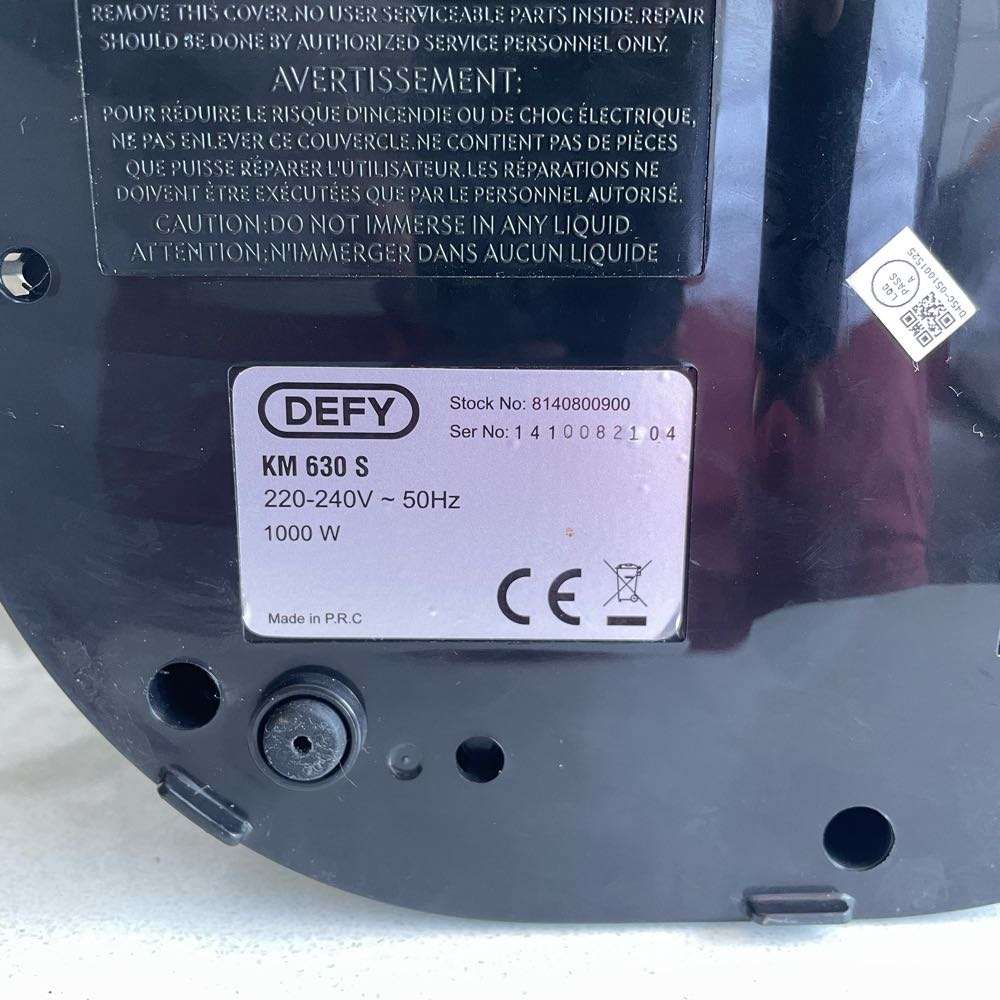 REMOVE THIS COVER.NO USER SERVICEABLE PARTS INSIDE.REPAIR
SHOULD BE DONE BY AUTHORIZED SERVICE PERSONNEL ONLY.
AVERTISSEMENT:
POUR RÉDUIRE LE RISQUE D'INCENDIE OU DE CHOC ÉLECTRIQUE,
NE PAS ENLEVER CE COUVERCLE.NE CONTIENT PAS DE PIÈCES
QUE PUISSE RÉPARER L'UTILISATEUR.LES RÉPARATIONS NE
DOIVENT ÊTRE EXÉCUTÉES QUE PAR LE PERSONNEL AUTORISÉ.
CAUTION:DO NOT IMMERSE IN ANY LIQUID
ATTENTION:N'IMMERGER DANS AUCUN LIQUIDE
LQC
PASS
A
D45C-051001525
DEFY
Stock No: 8140800900
Ser No: 1410082104
KM 630 S
220-240V ~ 50Hz
1000 W
CE
Made in P.R.C